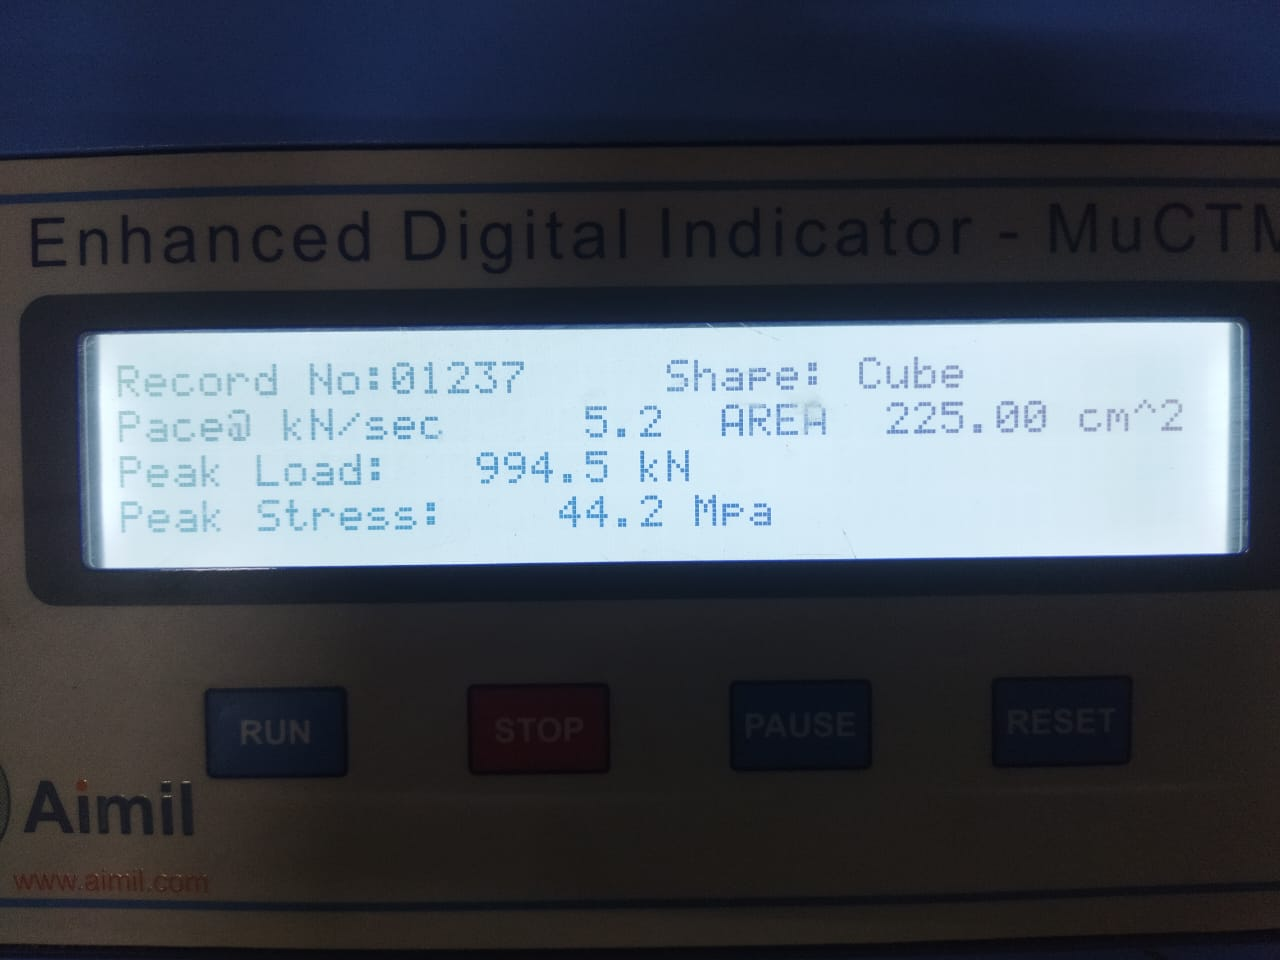 Enhanced Digital Indicator - MuCTM
Record No:01237 Shape: Cube
Pace@ kN/sec 5.2 AREA 225.00 cm^2
Peak Load: 994.5 kN
Peak Stress: 44.2 Mpa
RUN STOP PAUSE RESET
Aimil
www.aimil.com